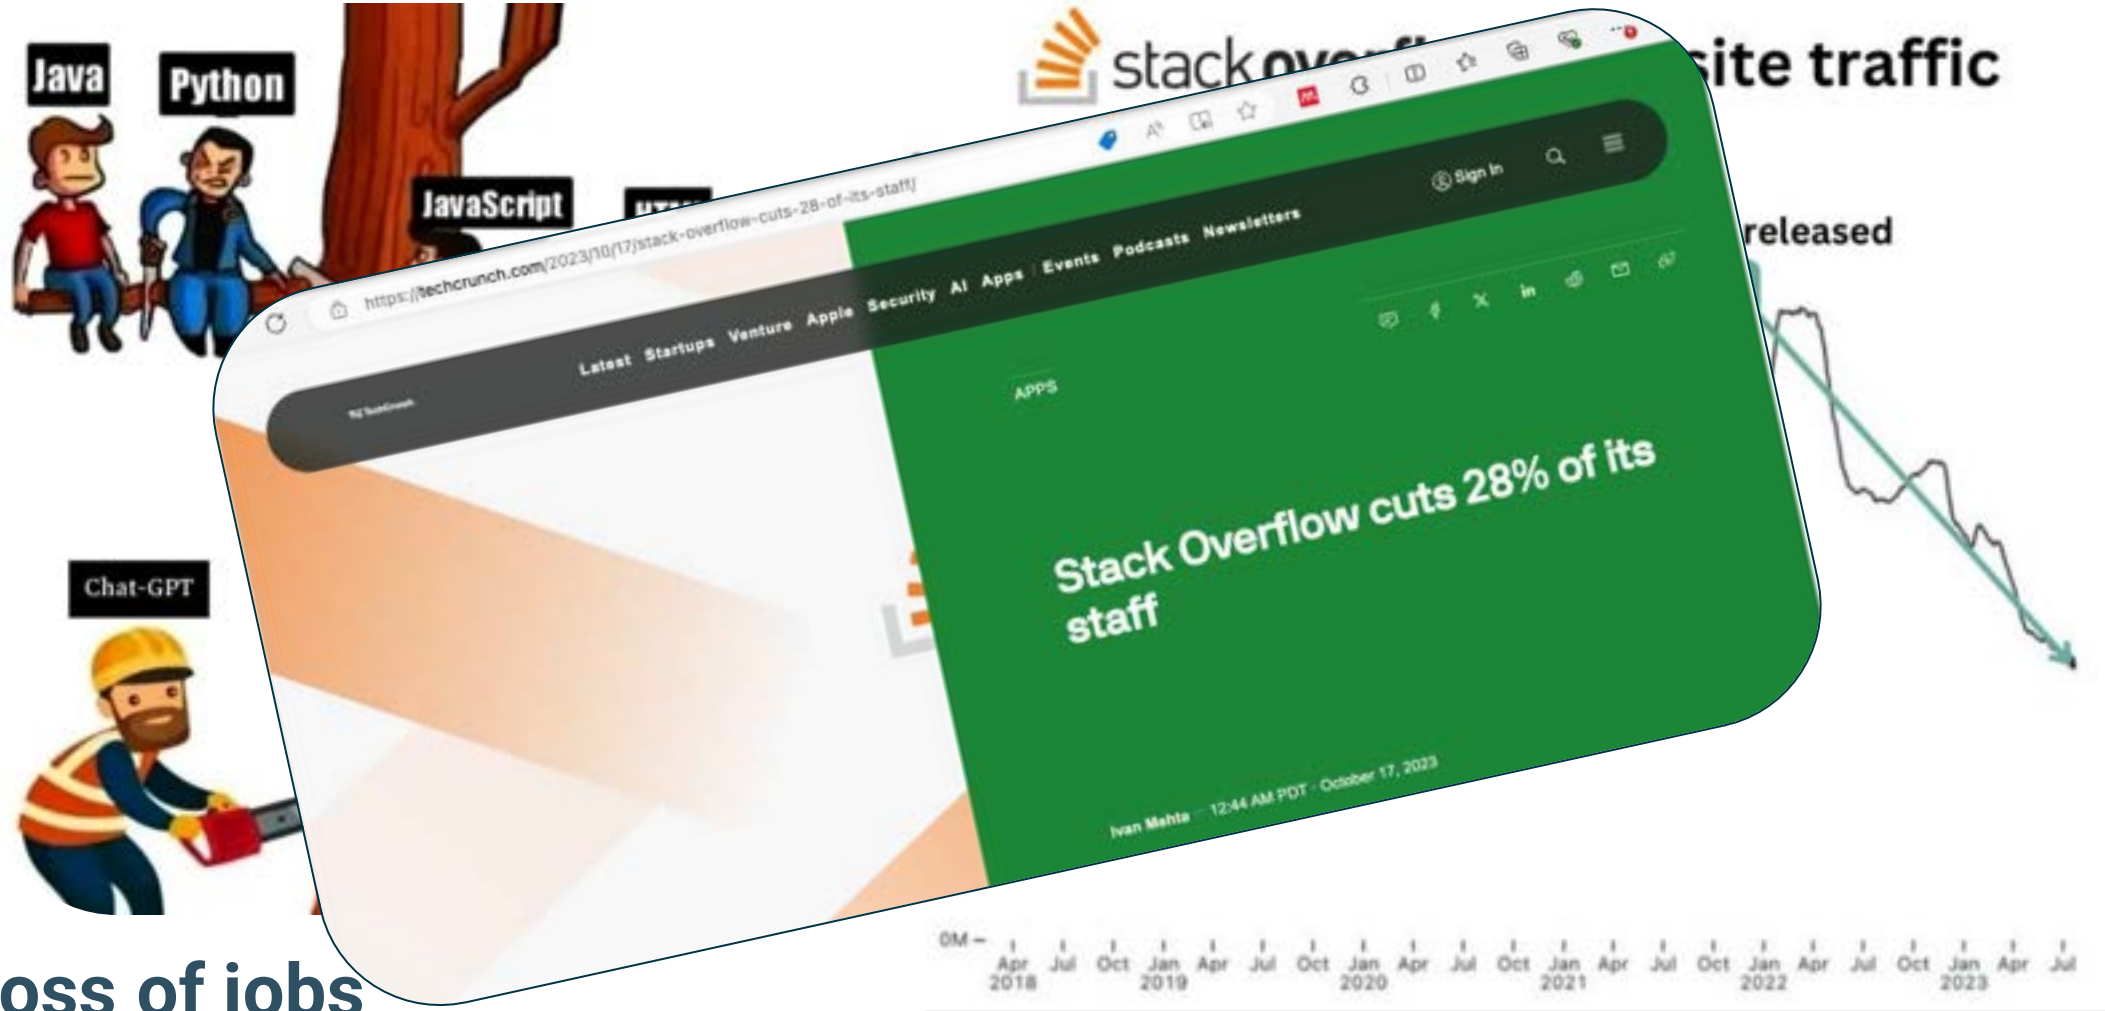 Java
Python
JavaScript
HTML
stack overfl
site traffic
released
https://techcrunch.com/2023/10/17/stack-overflow-cuts-28-of-its-staff/
TechCrunch
Latest Startups Venture Apple Security AI Apps Events Podcasts Newsletters
Sign In
APPS
Stack Overflow cuts 28% of its
staff
Ivan Mehta 12:44 AM PDT · October 17, 2023
Chat-GPT
oss of jobs
0M
Apr Jul Oct Jan Apr Jul Oct Jan Apr Jul Oct Jan Apr Jul Oct Jan Apr Jul Oct Jan Apr Jul
2018 2019 2020 2021 2022 2023